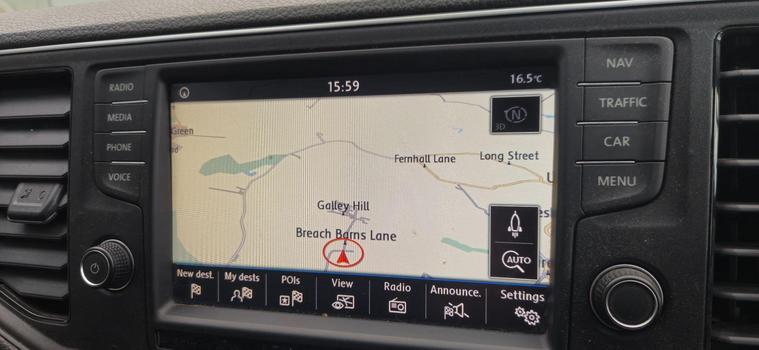 RADIO
MEDIA
PHONE
VOICE
15:59
16.5°C
N
3D
Green
Fernhall Lane
Long Street
Galley Hill
Breach Barns Lane
AUTO
New dest.
My dests
POIs
View
Radio
Announce.
Settings
NAV
TRAFFIC
CAR
MENU